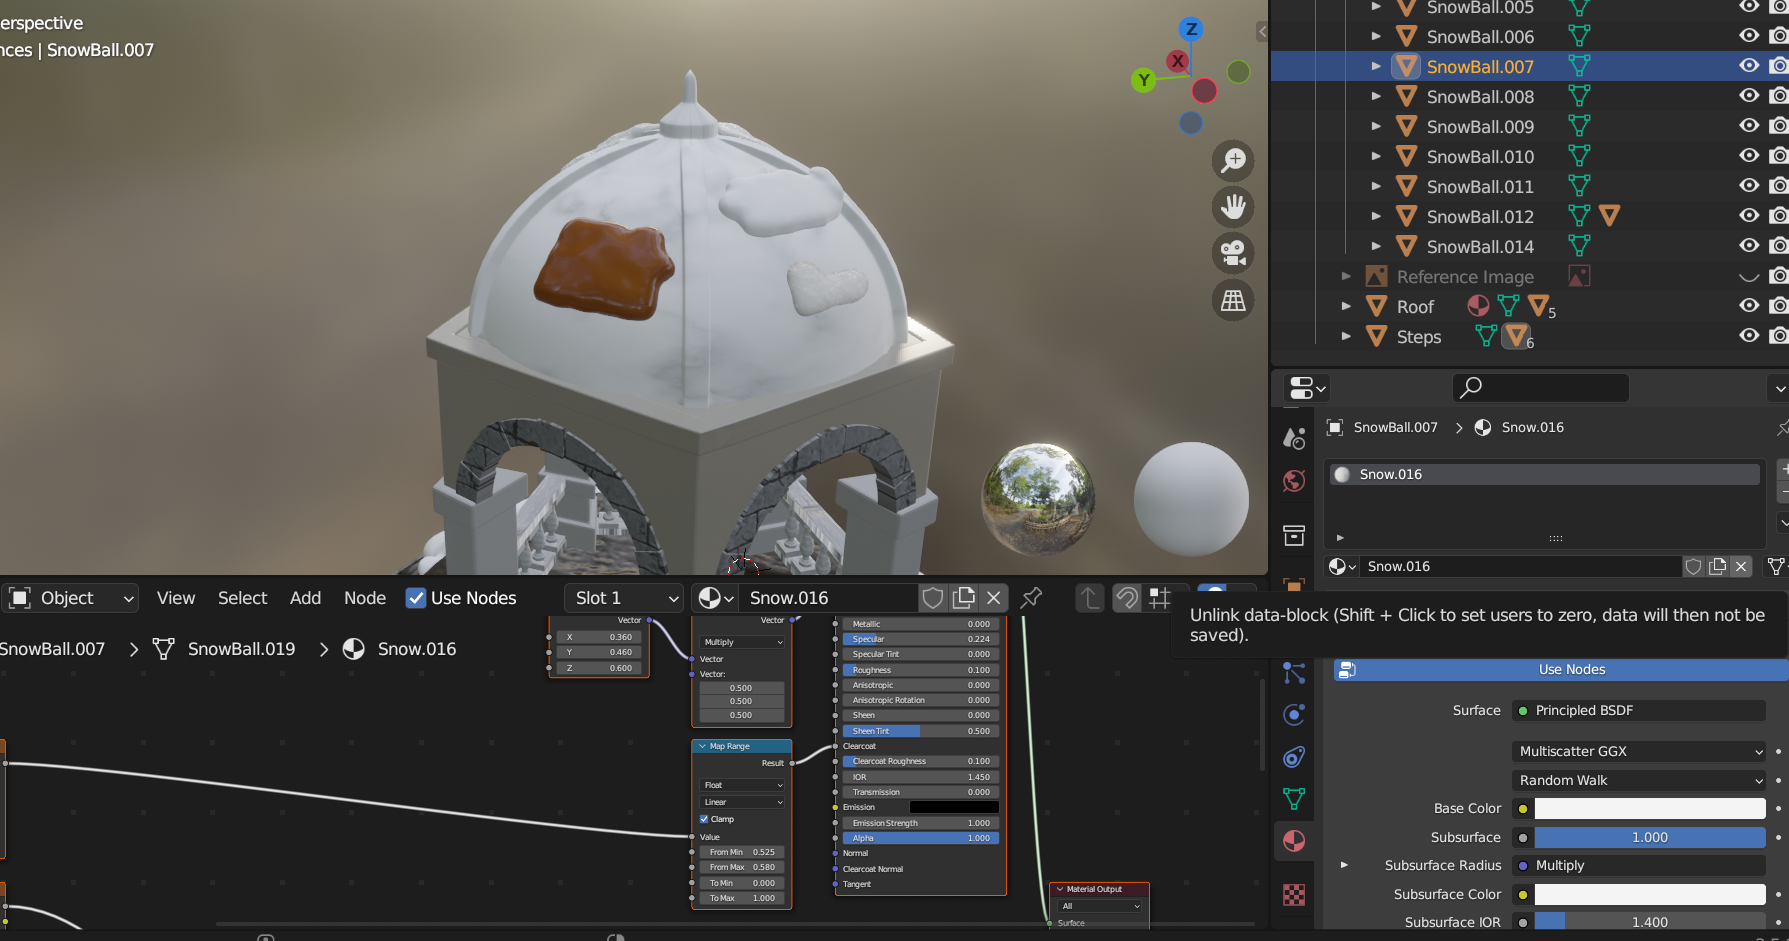 erspective
nces | SnowBall.007
Z
X
Y
SnowBall.005
SnowBall.006
SnowBall.007
SnowBall.008
SnowBall.009
SnowBall.010
SnowBall.011
SnowBall.012
SnowBall.014
Reference Image
Roof 5
Steps 6
SnowBall.007 > Snow.016
Snow.016
Snow.016
Object View Select Add Node Use Nodes Slot 1 Snow.016
SnowBall.007 > SnowBall.019 > Snow.016
Unlink data-block (Shift + Click to set users to zero, data will then not be
saved).
Vector
X 0.360
Y 0.460
Z 0.600
Vector
Multiply
Vector
Vector:
0.500
0.500
0.500
Map Range
Result
Float
Linear
Clamp
Value
From Min 0.525
From Max 0.580
To Min 0.000
To Max 1.000
Metallic 0.000
Specular 0.224
Specular Tint 0.000
Roughness 0.100
Anisotropic 0.000
Anisotropic Rotation 0.000
Sheen 0.000
Sheen Tint 0.500
Clearcoat
Clearcoat Roughness 0.100
IOR 1.450
Transmission 0.000
Emission
Emission Strength 1.000
Alpha 1.000
Normal
Clearcoat Normal
Tangent
Material Output
All
Surface
Use Nodes
Surface Principled BSDF
Multiscatter GGX
Random Walk
Base Color
Subsurface 1.000
Subsurface Radius Multiply
Subsurface Color
Subsurface IOR 1.400